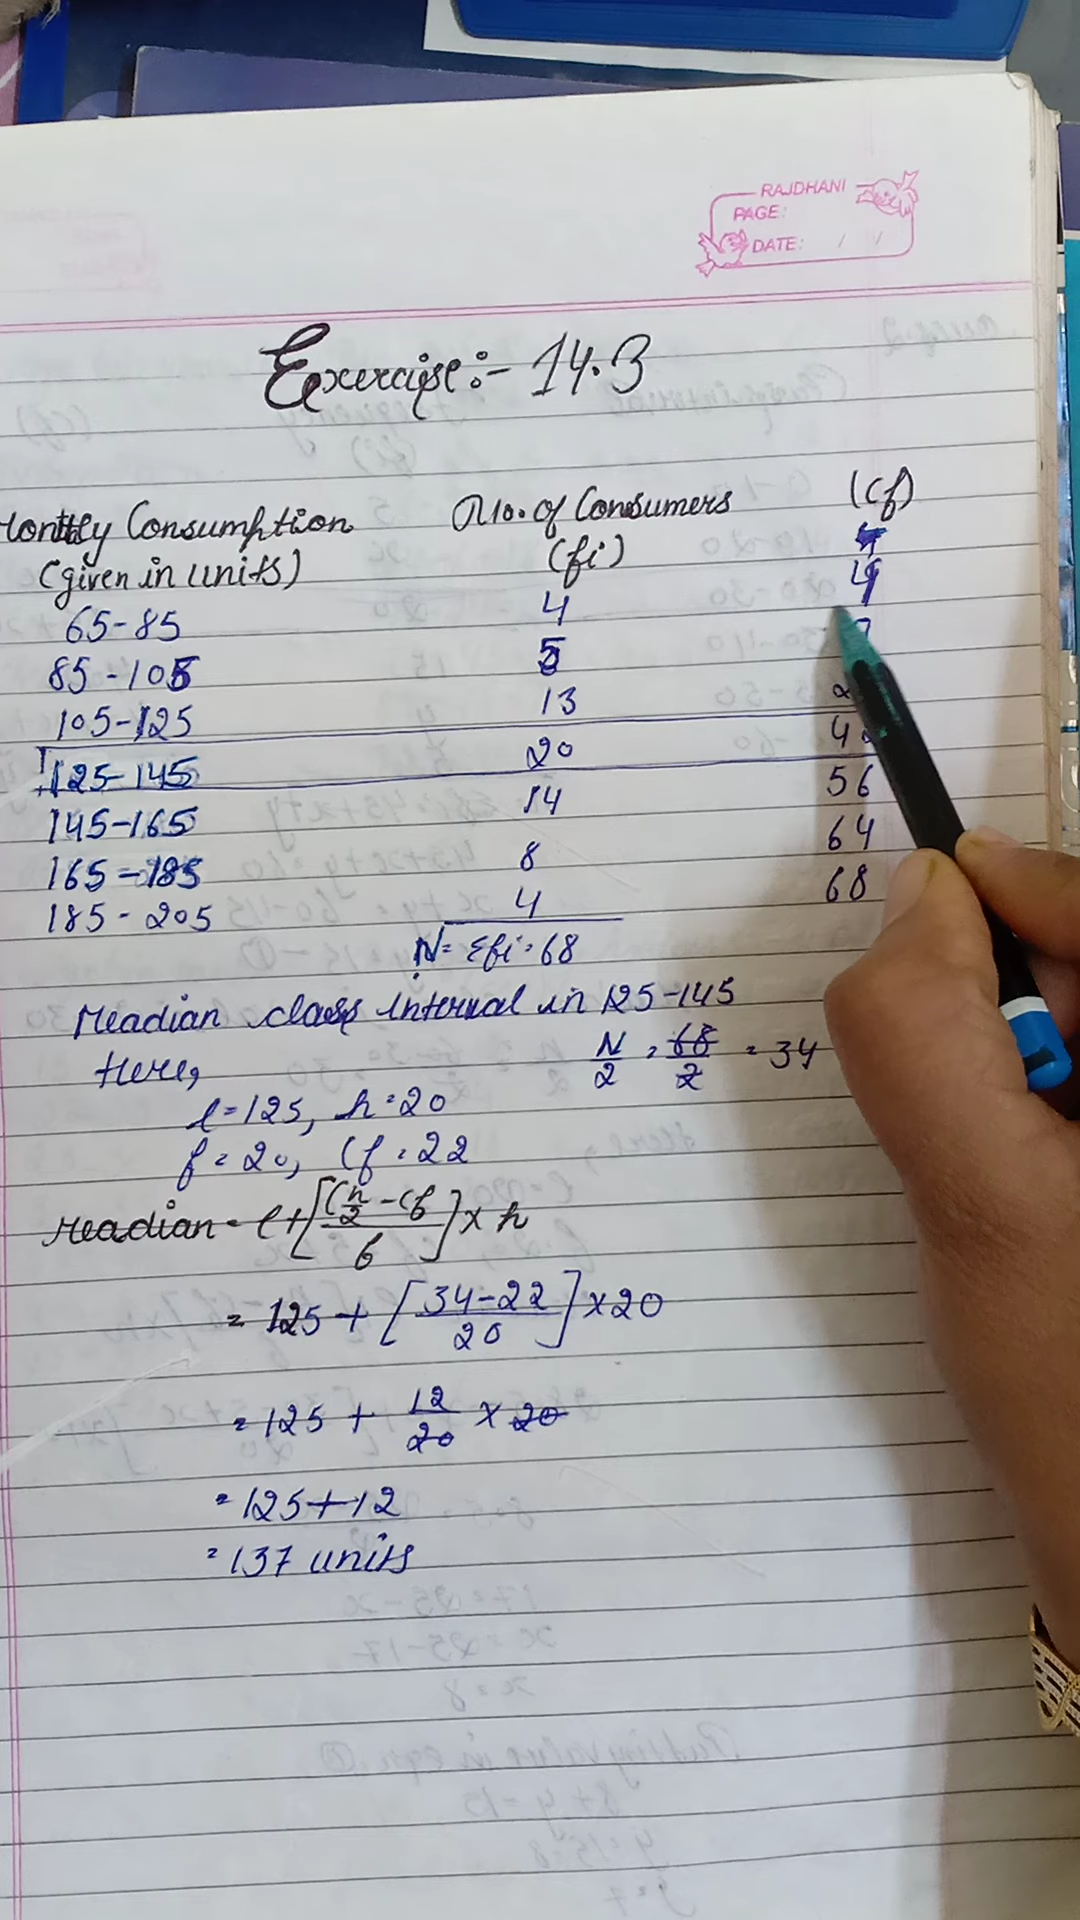 RAJDHANI
PAGE:
DATE: / /
Exercise:- 14.3
Monthly Consumption No. of Consumers (Cf)
(given in units) (fi)
65-85 4 4
85-105 5
105-125 13
125-145 20
145-165 14 56
165-185 8 64
185-205 4 68
N= Σfi=68
Meadian class interval in 125-145
Here, N/2 = 68/2 = 34
l=125, h=20
f=20, Cf=22
Meadian = l+[(n/2 - cf)/f] x h
= 125 + [34-22/20] x 20
= 125 + 12/20 x 20
= 125+12
= 137 units